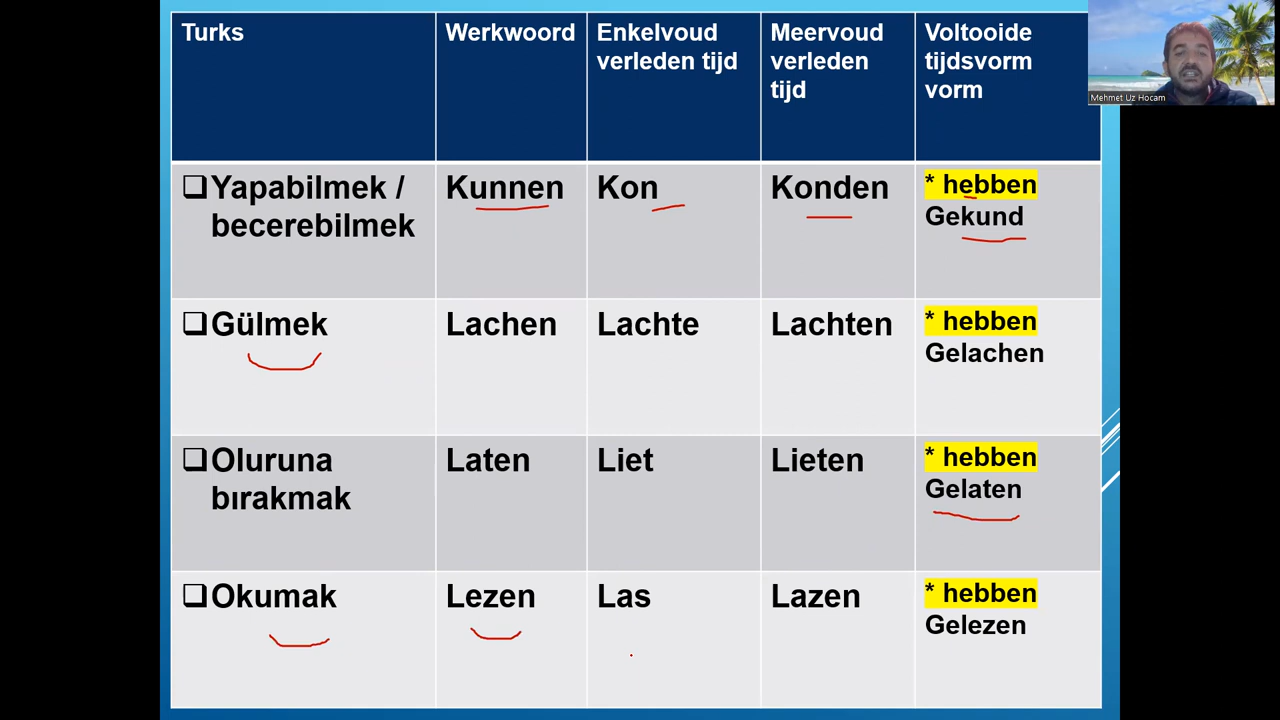 Turks
Werkwoord
Enkelvoud
verleden tijd
Meervoud
verleden
tijd
Voltooide
tijdsvorm
vorm
Mehmet Uz Hocam
❑Yapabilmek /
becerebilmek
Kunnen
Kon
Konden
* hebben
Gekund
❑Gülmek
Lachen
Lachte
Lachten
* hebben
Gelachen
❑Oluruna
bırakmak
Laten
Liet
Lieten
* hebben
Gelaten
❑Okumak
Lezen
Las
Lazen
* hebben
Gelezen